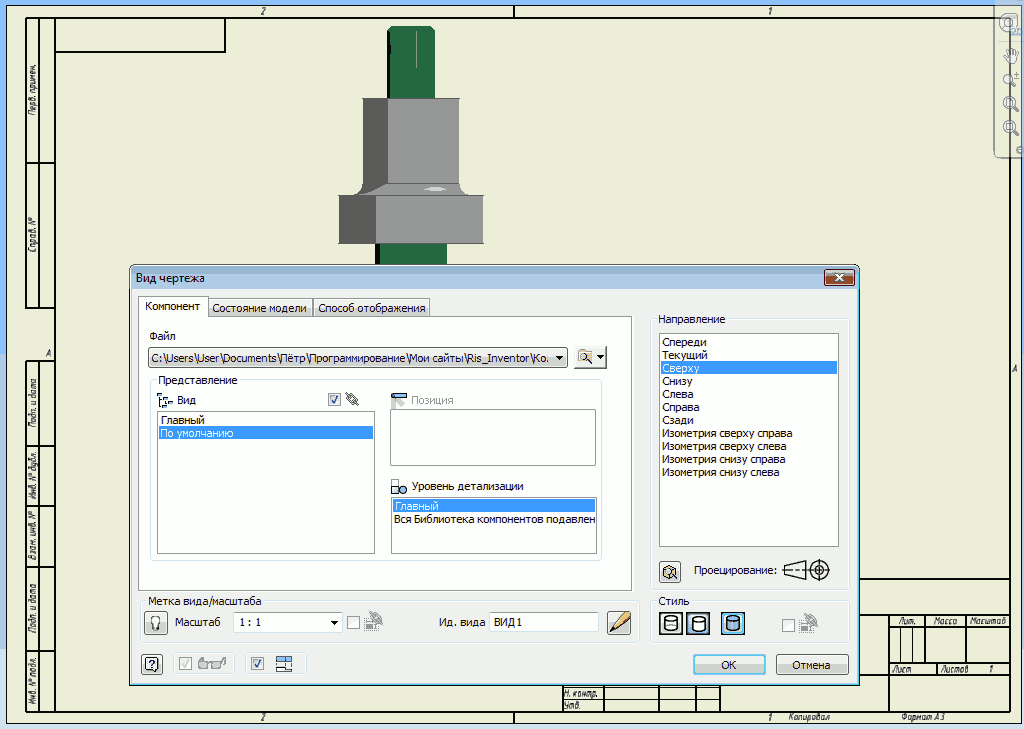 2
1
Перв. примен.
Справ. №
A
A
Подп. и дата
Инв. № дубл.
Взам. инв. №
Подп. и дата
Инв. № подл.
Вид чертежа
Компонент
Состояние модели
Способ отображения
Файл
C:\Users\User\Documents\Пётр\Программирование\Мои сайты\Ris_Inventor\Ко.
Представление
Вид
Главный
По умолчанию
Позиция
Уровень детализации
Главный
Вся Библиотека компонентов подавлен
Направление
Спереди
Текущий
Сверху
Снизу
Слева
Справа
Сзади
Изометрия сверху справа
Изометрия сверху слева
Изометрия снизу справа
Изометрия снизу слева
Проецирование:
Метка вида/масштаба
Масштаб
1 : 1
Ид. вида
ВИД1
Стиль
OK
Отмена
Лит.
Масса
Масштаб
Лист
Листов 1
Н. контр.
Утв.
2
1
Копировал
Формат А3